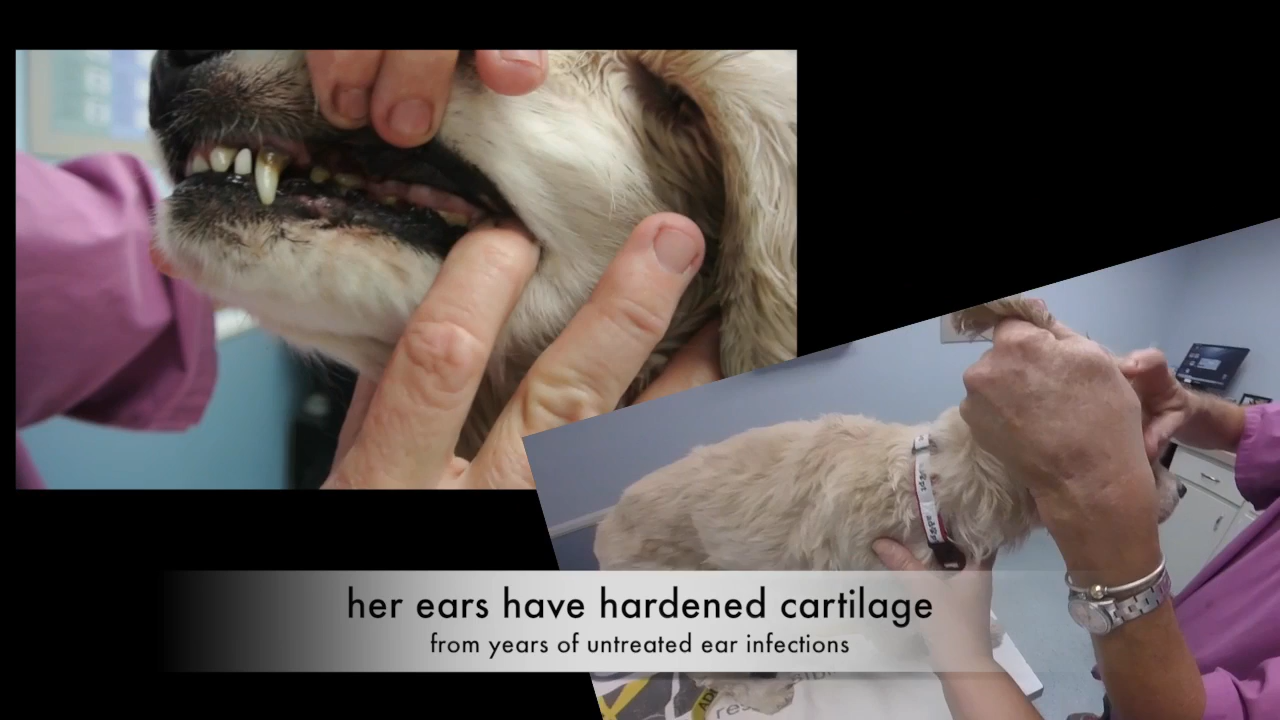 her ears have hardened cartilage
from years of untreated ear infections